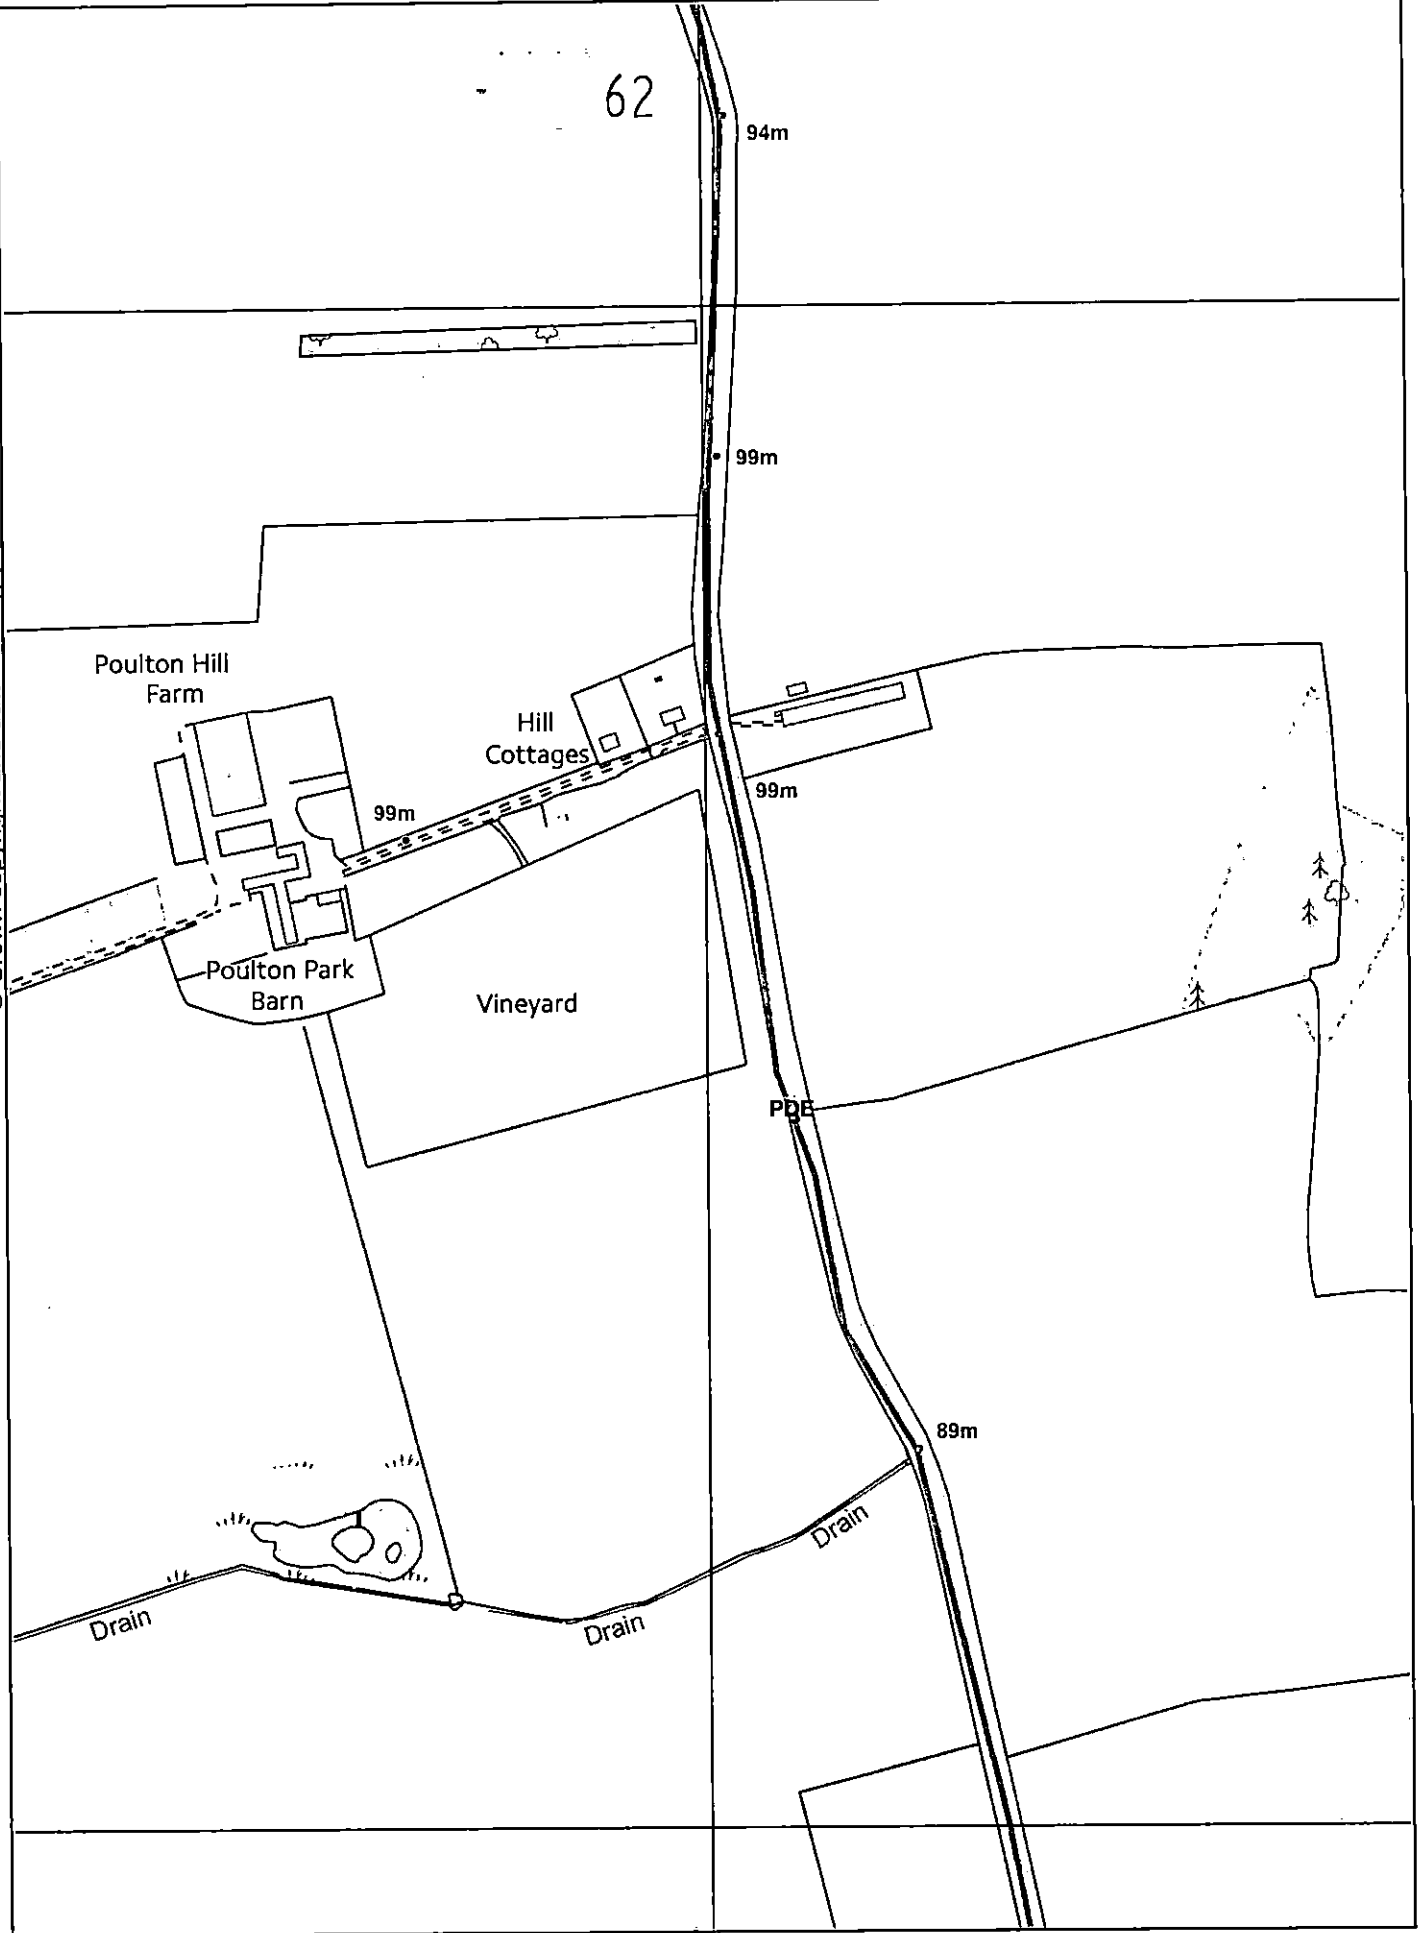 62
94m
99m
Poulton Hill
Farm
Hill
Cottages
99m
99m
Poulton Park
Barn
Vineyard
PDE
89m
Drain
Drain
Drain